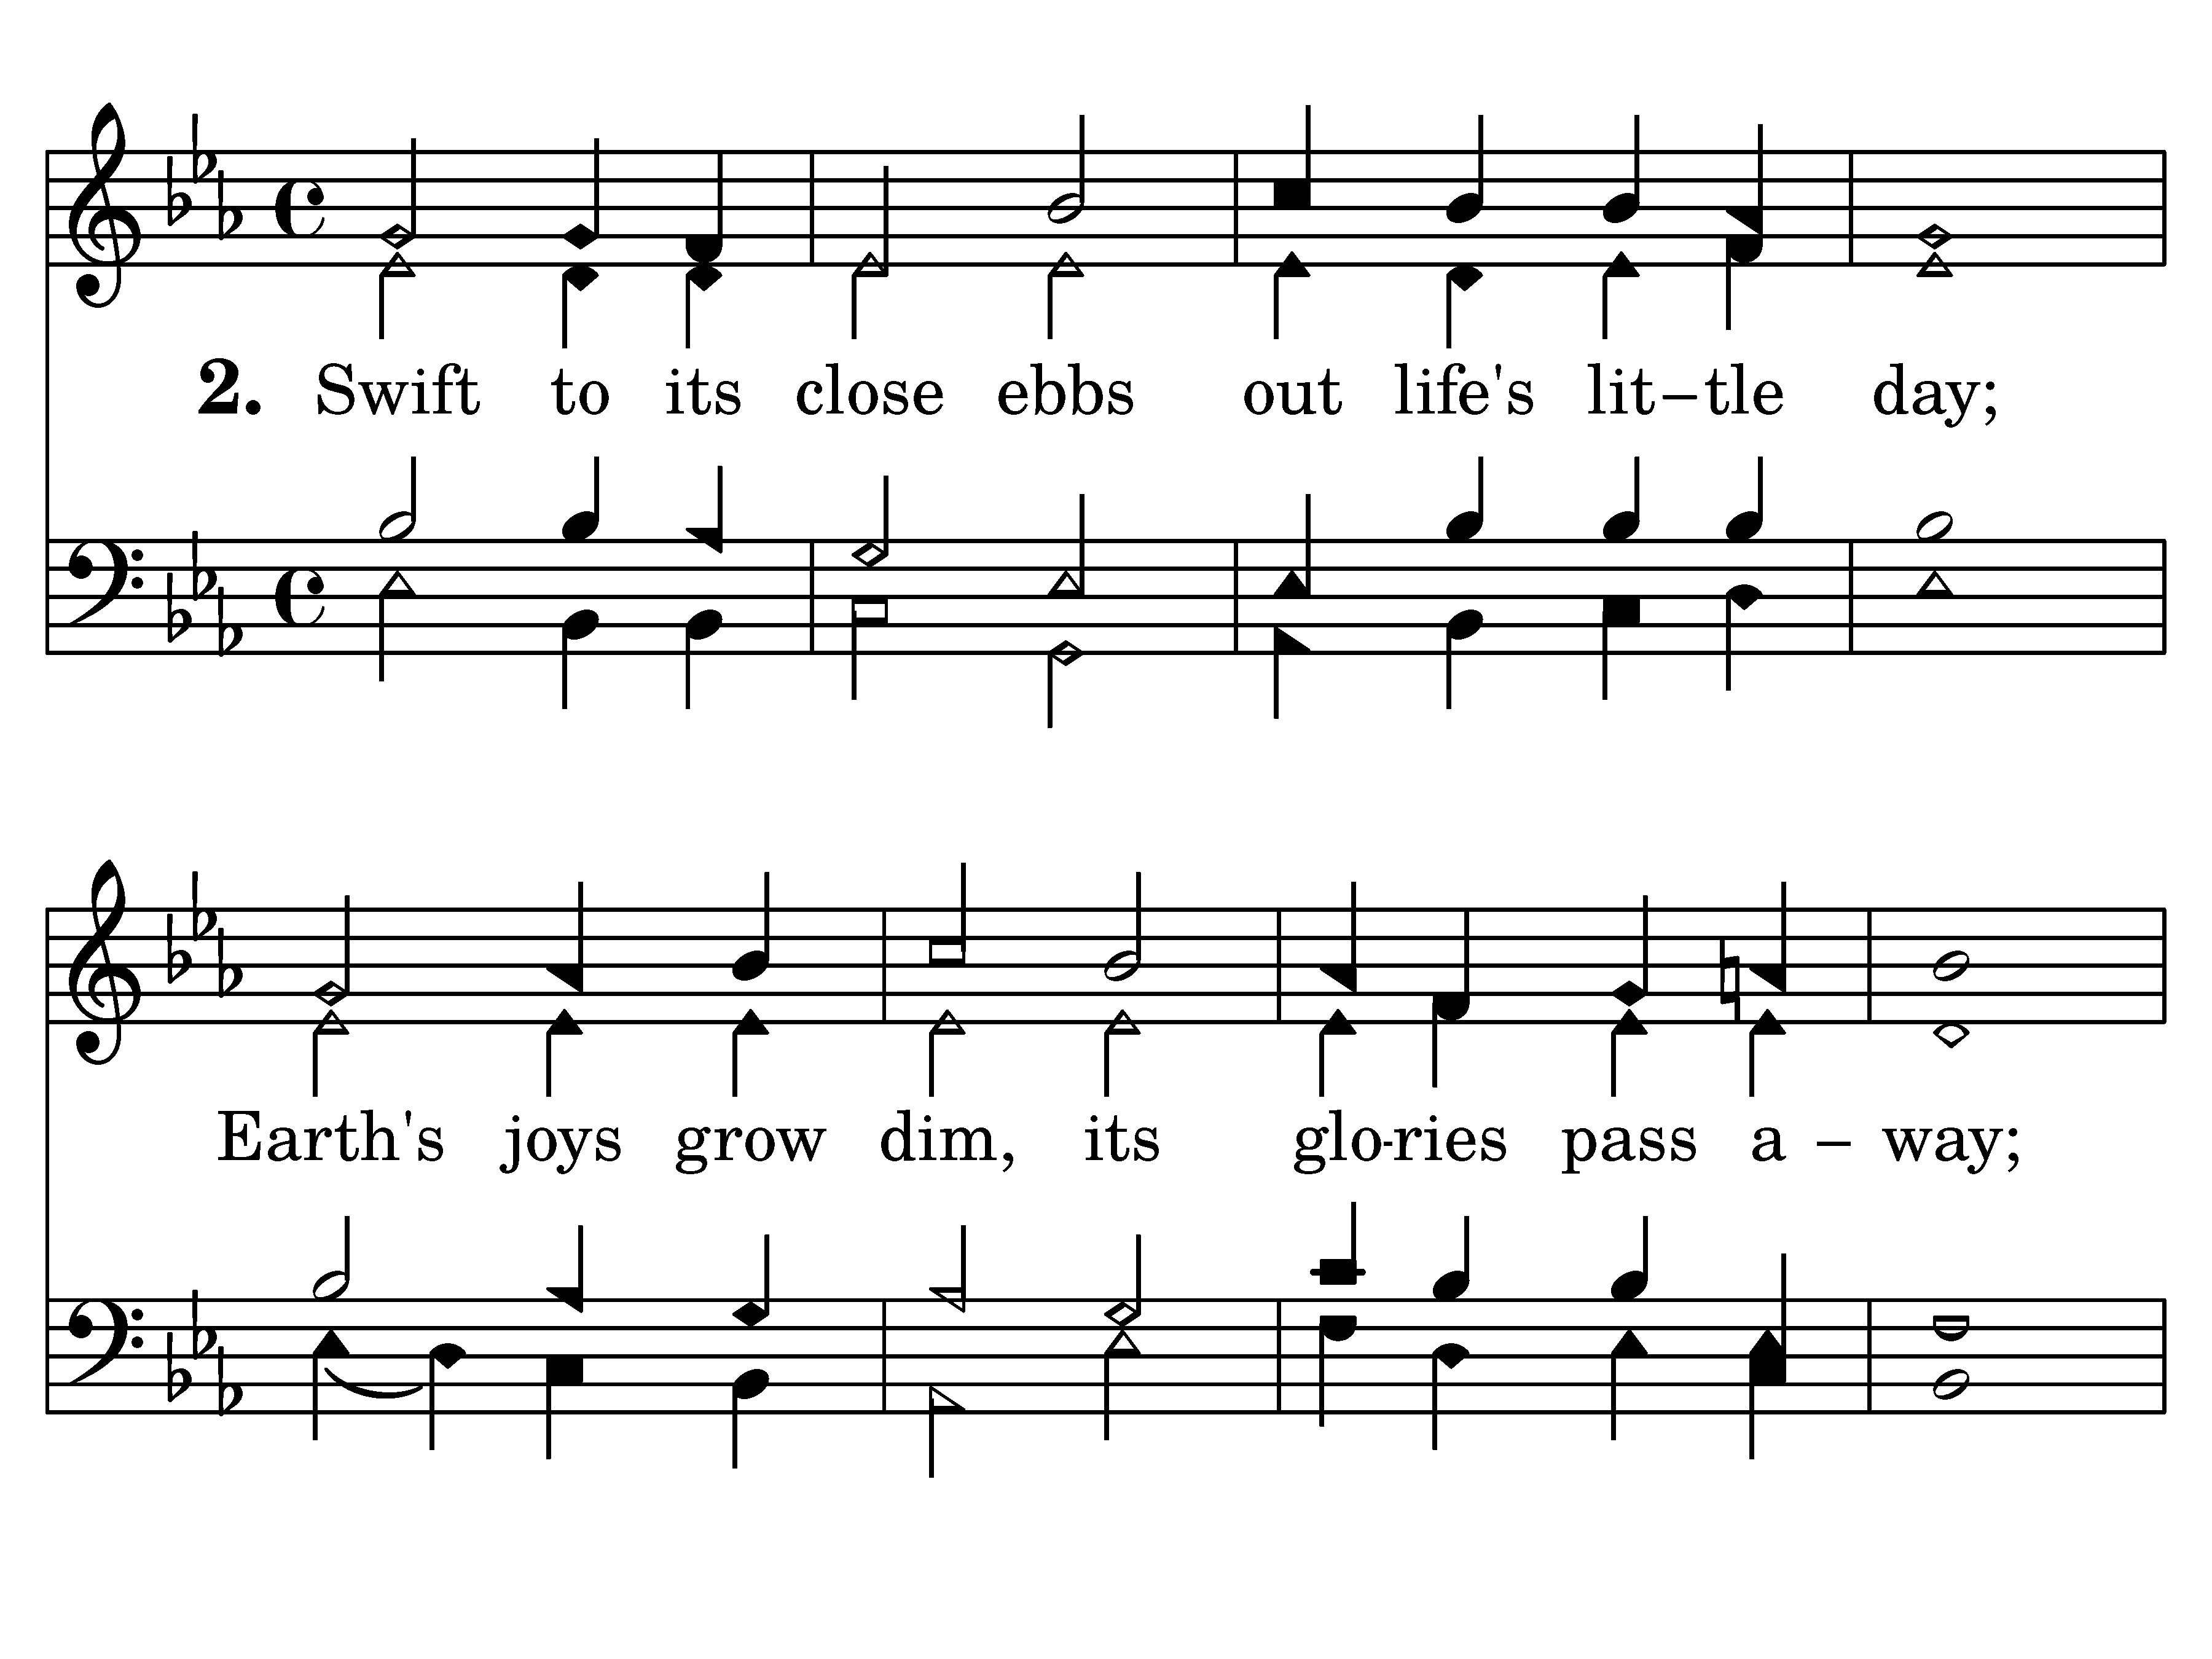 2. Swift to its close ebbs out life's lit–tle day;
Earth's joys grow dim, its glo-ries pass a – way;